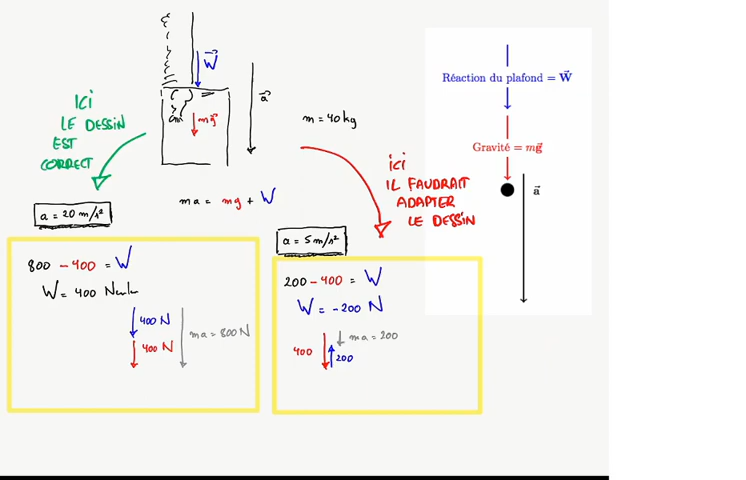 W
a
mg
m = 40 kg
ICI
LE DESSIN
EST
CORRECT
ma = mg + W
ICI
IL FAUDRAIT
ADAPTER
LE DESSIN
a = 20 m/s²
800 - 400 = W
W = 400 Newton
400 N
400 N
ma = 800 N
a = 5 m/s²
200 - 400 = W
W = -200 N
400
200
ma = 200
Réaction du plafond = W
Gravité = mg
a